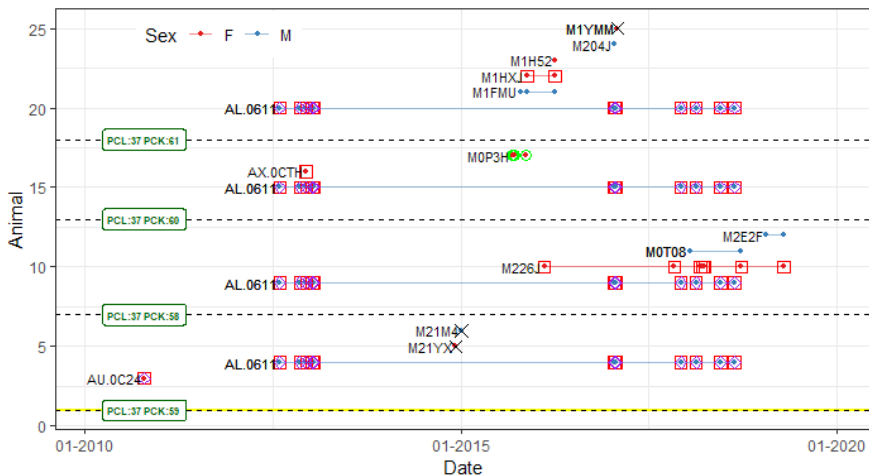 25
Sex F M
M1YMM
M204J
M1H52
M1HXJ
M1FMU
20
AL.0611
PCL:37 PCK:61
M0P3H
AX.0CTH
15
AL.0611
PCL:37 PCK:60
M2E2F
M0T08
10
M226J
AL.0611
PCL:37 PCK:58
M21M4
5
M21YX
AL.0611
AU.0C24
PCL:37 PCK:59
0
Animal
01-2010 01-2015 01-2020
Date